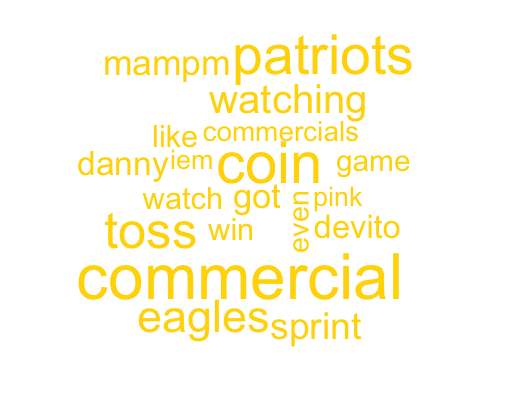 mampm patriots
watching
like commercials
danny iem coin game
watch got even pink
toss win devito
commercial
eagles sprint